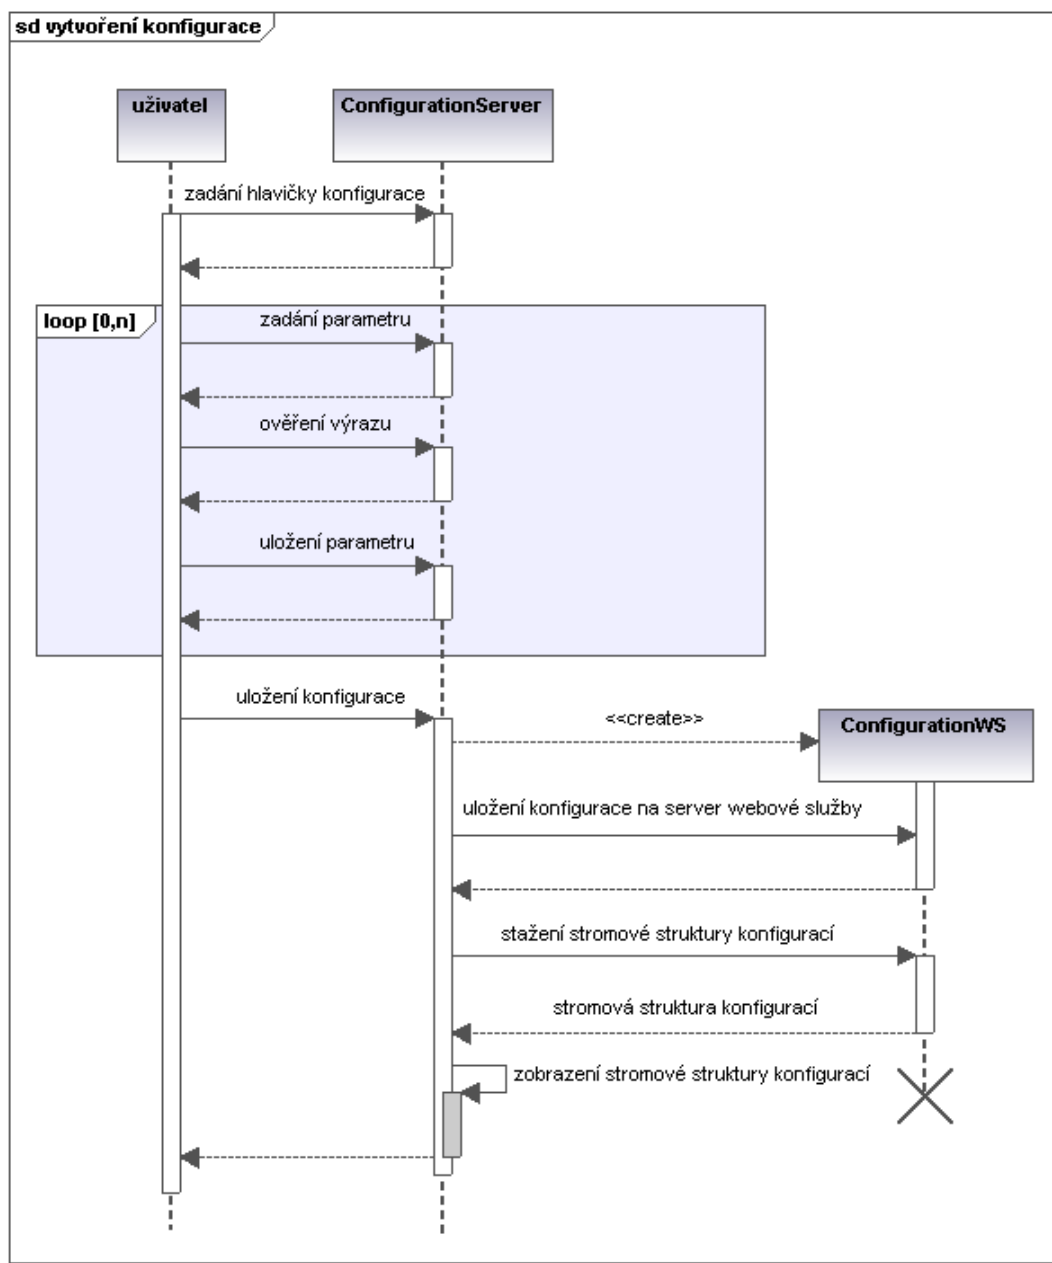 sd vytvoření konfigurace
uživatel
ConfigurationServer
zadání hlavičky konfigurace
loop [0,n]
zadání parametru
ověření výrazu
uložení parametru
uložení konfigurace
<<create>>
ConfigurationWS
uložení konfigurace na server webové služby
stažení stromové struktury konfigurací
stromová struktura konfigurací
zobrazení stromové struktury konfigurací